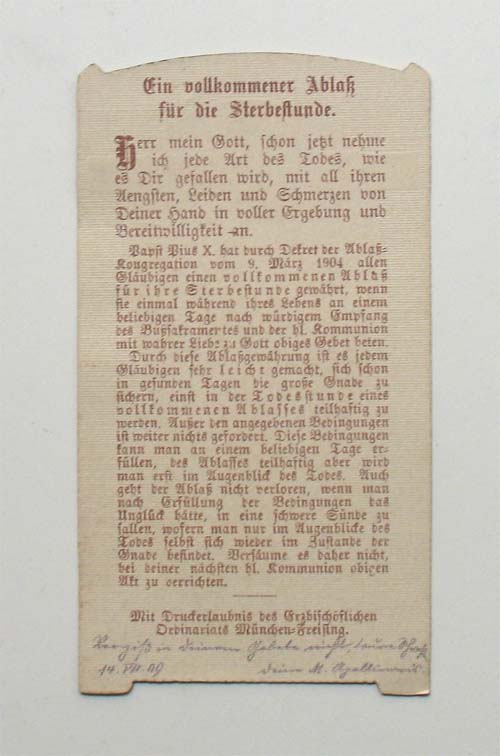 Ein vollkommener Ablaß
für die Sterbestunde.
Herr mein Gott, schon jetzt nehme
ich jede Art des Todes, wie
es Dir gefallen wird, mit all ihren
Aengsten, Leiden und Schmerzen von
Deiner Hand in voller Ergebung und
Bereitwilligkeit an.
Papst Pius X. hat durch Dekret der Ablaß-
Kongregation vom 9. März 1904 allen
Gläubigen einen vollkommenen Ablaß
für ihre Sterbestunde gewährt, wenn
sie einmal während ihres Lebens an einem
beliebigen Tage nach würdigem Empfang
des Bußsakramentes und der hl. Kommunion
mit wahrer Liebe zu Gott obiges Gebet beten.
Durch diese Ablaßgewährung ist es jedem
Gläubigen sehr leicht gemacht, sich schon
in gesunden Tagen die große Gnade zu
sichern, einst in der Todesstunde eines
vollkommenen Ablasses teilhaftig zu
werden. Außer den angegebenen Bedingungen
ist weiter nichts gefordert. Diese Bedingungen
kann man an einem beliebigen Tage er-
füllen, des Ablasses teilhaftig aber wird
man erst im Augenblick des Todes. Auch
geht der Ablaß nicht verloren, wenn man
nach Erfüllung der Bedingungen das
Unglück hätte, in eine schwere Sünde zu
fallen, wofern man nur im Augenblicke des
Todes selbst sich wieder im Zustande der
Gnade befindet. Versäume es daher nicht,
bei deiner nächsten hl. Kommunion obigen
Akt zu verrichten.
Mit Druckerlaubnis des Erzbischöflichen
Ordinariats München-Freising.
Vergiß in Deinem Gebete nicht, teure
14. VII. 09 Deine M.